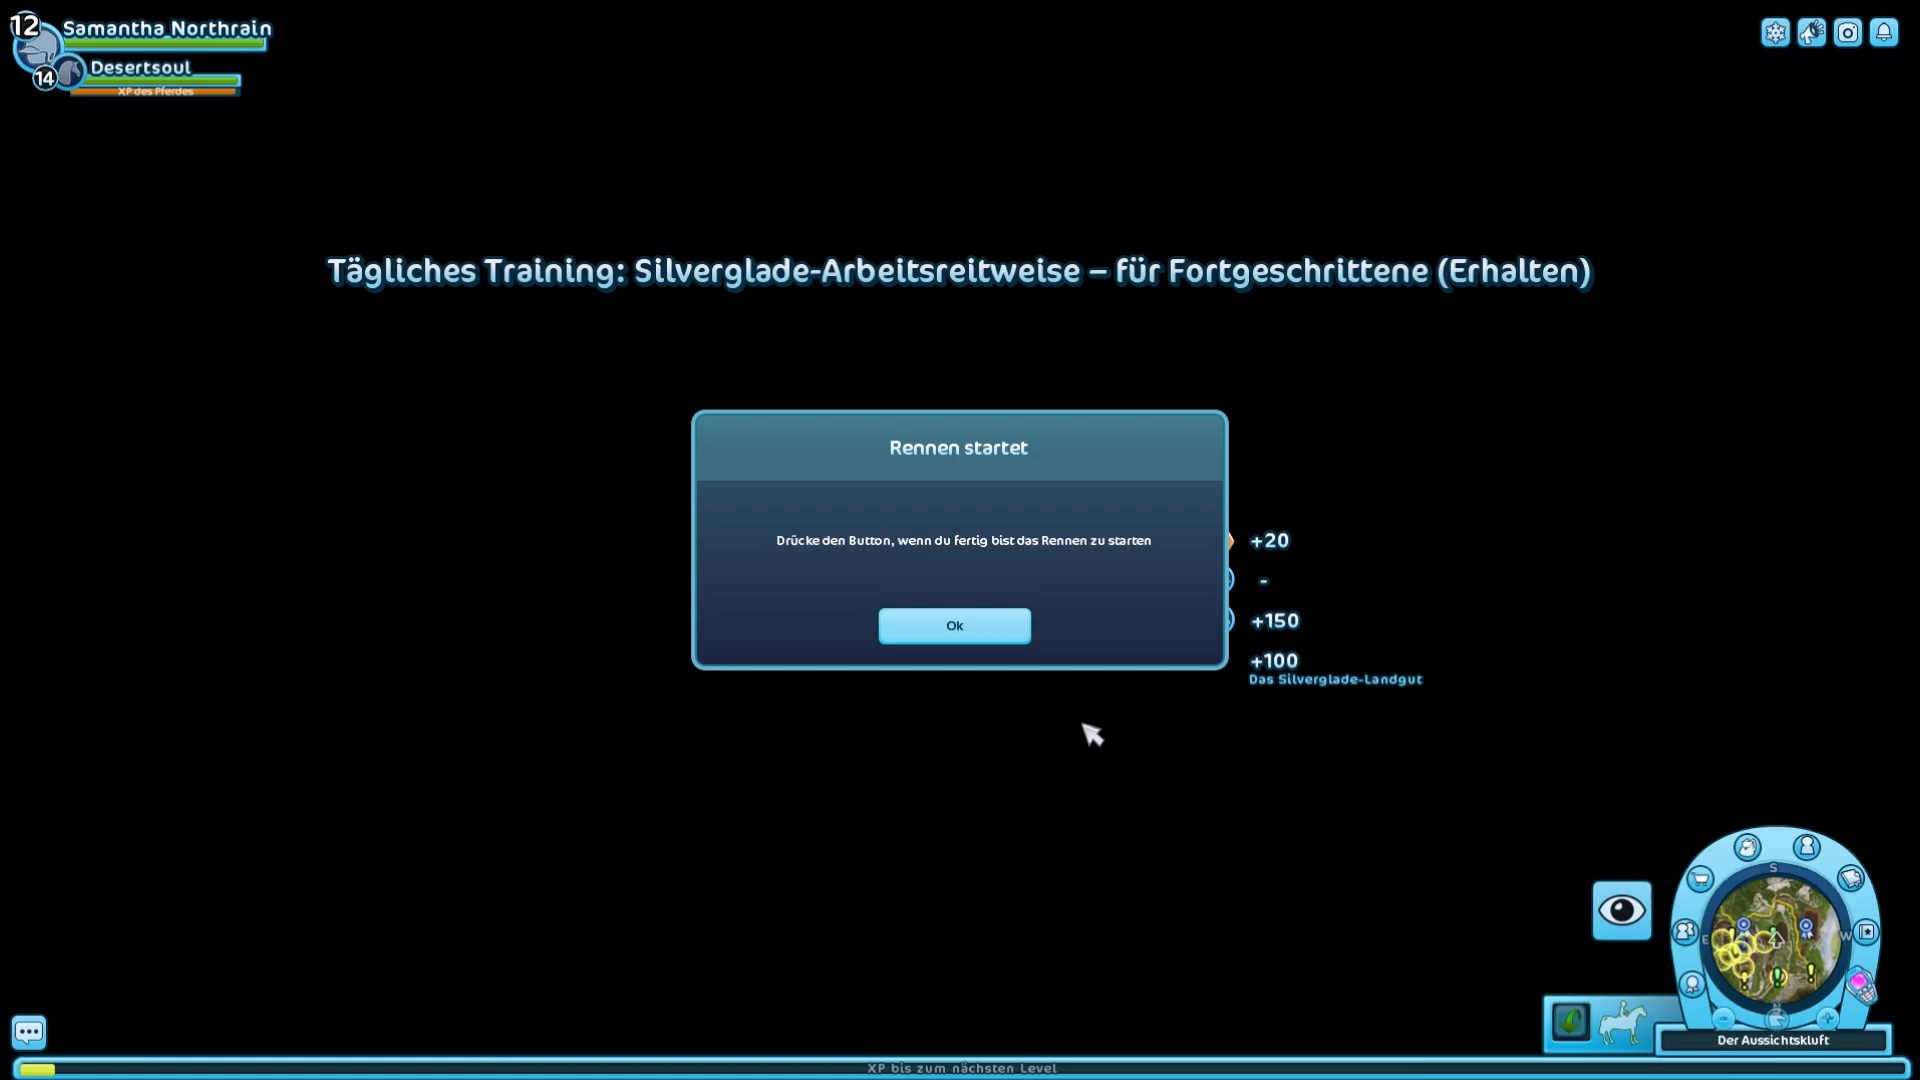 12
Samantha Northrain
14
Desertsoul
XP des Pferdes
Tägliches Training: Silverglade-Arbeitsreitweise – für Fortgeschrittene (Erhalten)
Rennen startet
Drücke den Button, wenn du fertig bist das Rennen zu starten
Ok
+20
-
+150
+100
Das Silverglade-Landgut
S
E
W
N
Der Aussichtskluft
XP bis zum nächsten Level